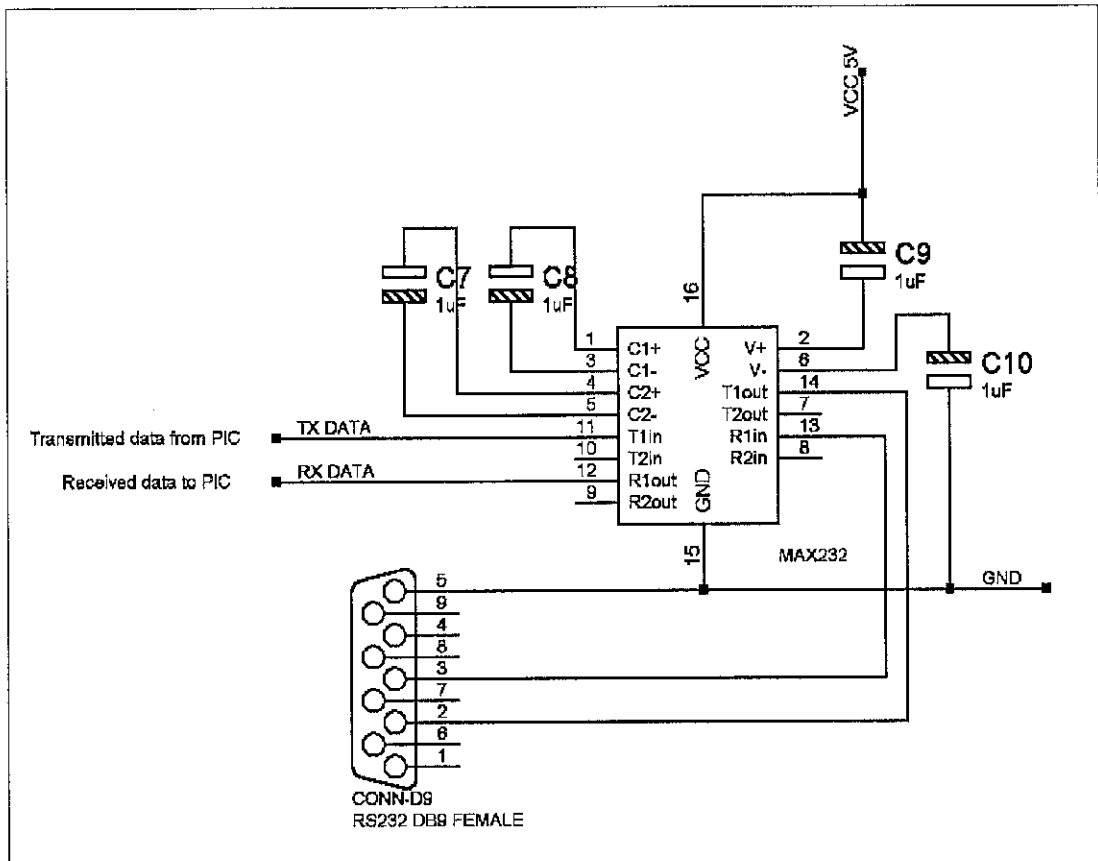 VCC 5V
C9
1uF
C7
1uF
C8
1uF
16
C10
1uF
1
3
4
5
11
10
12
9
C1+
C1-
C2+
C2-
T1in
T2in
R1out
R2out
VCC
GND
V+
V-
T1out
T2out
R1in
R2in
2
6
14
7
13
8
Transmitted data from PIC
TX DATA
Received data to PIC
RX DATA
15
MAX232
GND
5
9
4
8
3
7
2
6
1
CONN-D9
RS232 DB9 FEMALE